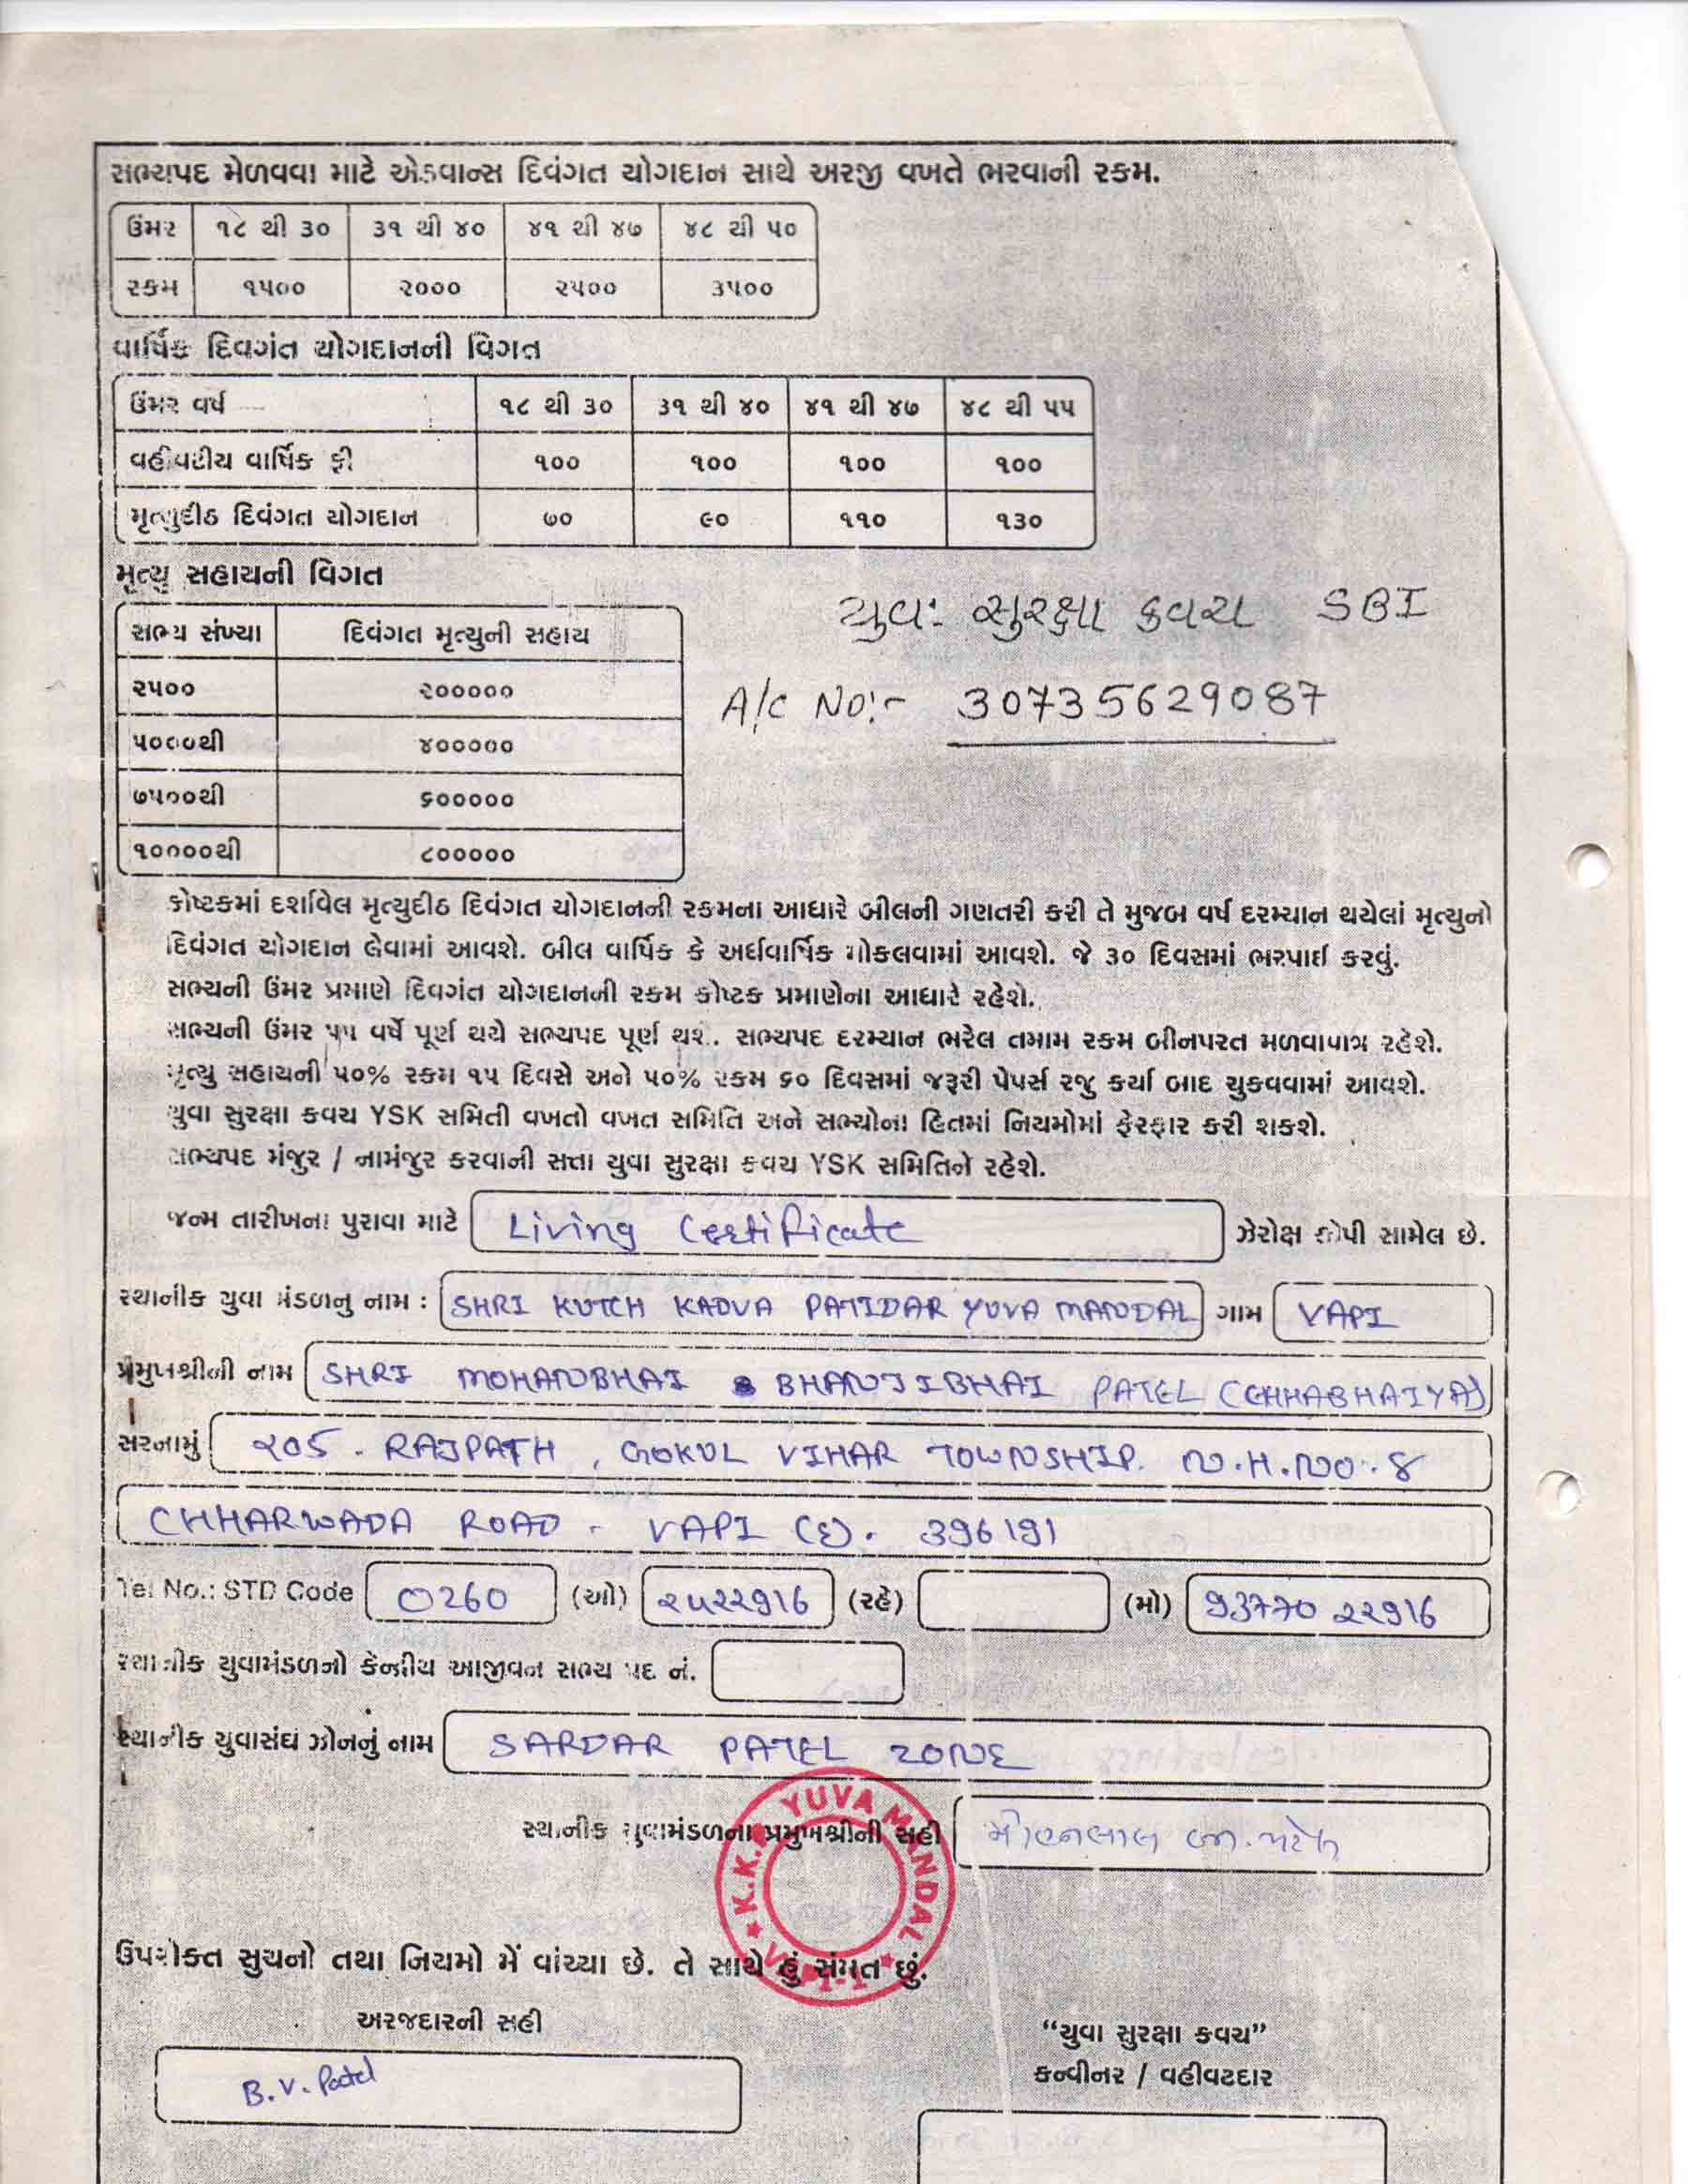 સભ્યપદ મેળવવા માટે એડવાન્સ દિવંગત યોગદાન સાથે અરજી વખતે ભરવાની રકમ.
ઉંમર ૧૮ થી ૩૦ ૩૧ થી ૪૦ ૪૧ થી ૪૭ ૪૮ થી ૫૦
રકમ ૧૫૦૦ ૨૦૦૦ ૨૫૦૦ ૩૫૦૦
વાર્ષિક દિવગંત યોગદાનની વિગત
ઉંમર વર્ષ ૧૮ થી ૩૦ ૩૧ થી ૪૦ ૪૧ થી ૪૭ ૪૮ થી ૫૫
વહીવટીય વાર્ષિક ફી ૧૦૦ ૧૦૦ ૧૦૦ ૧૦૦
મૃત્યુદીઠ દિવંગત યોગદાન ૭૦ ૯૦ ૧૧૦ ૧૩૦
મૃત્યુ સહાયની વિગત
યુવા સુરક્ષા કવચ SBI
સભ્ય સંખ્યા દિવંગત મૃત્યુની સહાય
૨૫૦૦ ૨૦૦૦૦૦
A/C No:- 30735629087
૫૦૦૦થી ૪૦૦૦૦૦
૭૫૦૦થી ૬૦૦૦૦૦
૧૦૦૦૦થી ૮૦૦૦૦૦
કોષ્ટકમાં દર્શાવેલ મૃત્યુદીઠ દિવંગત યોગદાનની રકમના આધારે બીલની ગણતરી કરી તે મુજબ વર્ષ દરમ્યાન થયેલાં મૃત્યુનો
દિવંગત યોગદાન લેવામાં આવશે. બીલ વાર્ષિક કે અર્ધવાર્ષિક મોકલવામાં આવશે. જે ૩૦ દિવસમાં ભરપાઈ કરવું.
સભ્યની ઉંમર પ્રમાણે દિવગંત યોગદાનની રકમ કોષ્ટક પ્રમાણેના આધારે રહેશે.
સભ્યની ઉંમર ૫૫ વર્ષે પૂર્ણ થયે સભ્યપદ પૂર્ણ થશે. સભ્યપદ દરમ્યાન ભરેલ તમામ રકમ બીનપરત મળવાપાત્ર રહેશે.
મૃત્યુ સહાયની ૫૦% રકમ ૧૫ દિવસે અને ૫૦% રકમ ૬૦ દિવસમાં જરૂરી પેપર્સ રજુ કર્યા બાદ ચુકવવામાં આવશે.
યુવા સુરક્ષા કવચ YSK સમિતી વખતો વખત સમિતિ અને સભ્યોના હિતમાં નિયમોમાં ફેરફાર કરી શકશે.
સભ્યપદ મંજુર / નામંજુર કરવાની સત્તા યુવા સુરક્ષા કવચ YSK સમિતિને રહેશે.
જન્મ તારીખના પુરાવા માટે Living Certificate ઝેરોક્ષ કોપી સામેલ છે.
સ્થાનીક યુવા મંડળનુ નામ : SHRI KUTCH KADVA PATIDAR YUVA MANDAL ગામ VAPI
પ્રમુખશ્રીની નામ SHRI MOHANBHAI BHANJIBHAI PATEL (CHHABHAIYA)
સરનામું ૨05. RAJPATH, GOKUL VIHAR TOWNSHIP. N.H.NO.8
CHHARWADA ROAD - VAPI (E). 396191
Tel No.: STD Code 0260 (ઓ) ૨૫૨૨916 (રહે) (મો) 93770 ૨૨916
સ્થાનીક યુવામંડળનો કેન્દ્રીય આજીવન સભ્ય પદ નં.
સ્થાનીક યુવાસંઘ ઝોનનું નામ SARDAR PATEL ZONE
K.K. YUVA MANDAL
સ્થાનીક યુવામંડળના પ્રમુખશ્રીની સહી મોહનલાલ ભા. પટેલ
ઉપરોક્ત સુચનો તથા નિયમો મેં વાંચ્યા છે. તે સાથે હું સંમત છું.
અરજદારની સહી
"યુવા સુરક્ષા કવચ"
કન્વીનર / વહીવટદાર
B.V. Patel